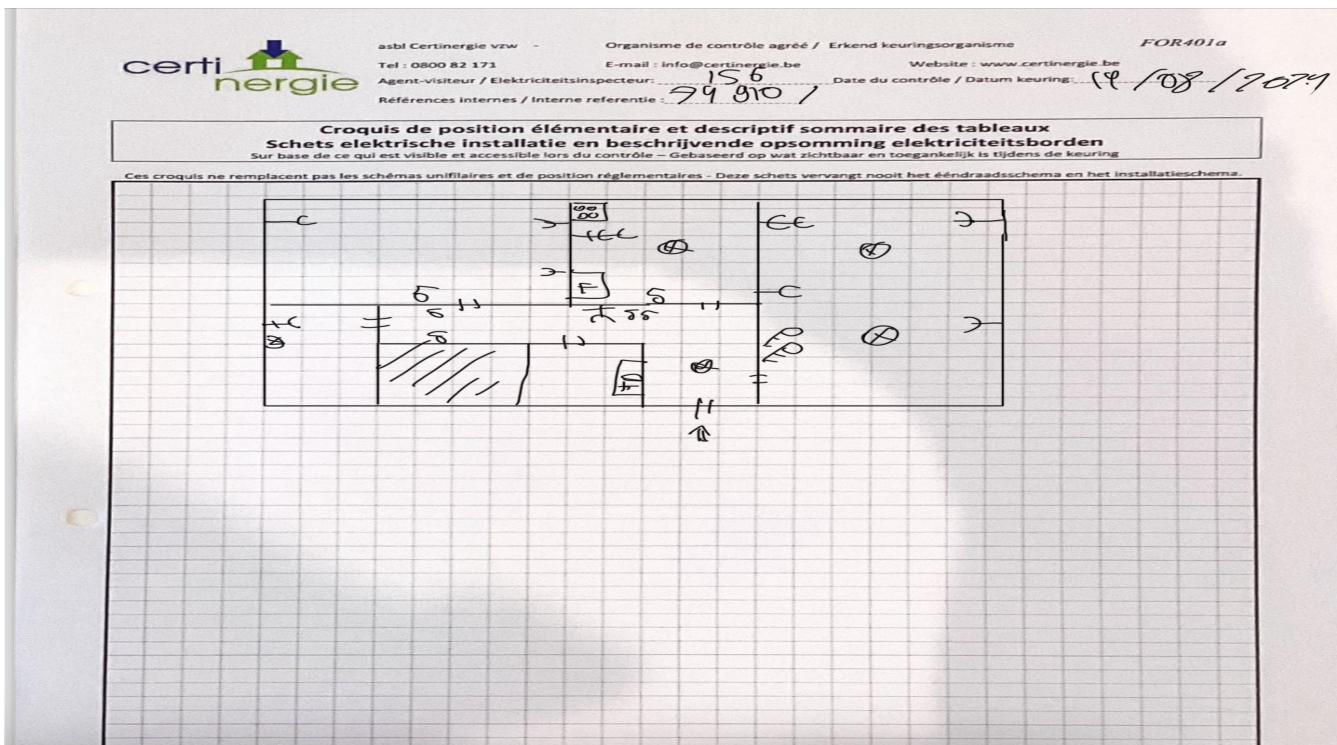 certinergie
asbl Certinergie vzw - Organisme de contrôle agréé / Erkend keuringsorganisme FOR401a
Tel : 0800 82 171 E-mail : info@certinergie.be Website : www.certinergie.be
Agent-visiteur / Elektriciteitsinspecteur: 156 Date du contrôle / Datum keuring: /08/
Références internes / Interne referentie :
Croquis de position élémentaire et descriptif sommaire des tableaux
Schets elektrische installatie en beschrijvende opsomming elektriciteitsborden
Sur base de ce qui est visible et accessible lors du contrôle – Gebaseerd op wat zichtbaar en toegankelijk is tijdens de keuring
Ces croquis ne remplacent pas les schémas unifilaires et de position réglementaires - Deze schets vervangt nooit het ééndraadsschema en het installatieschema.
F